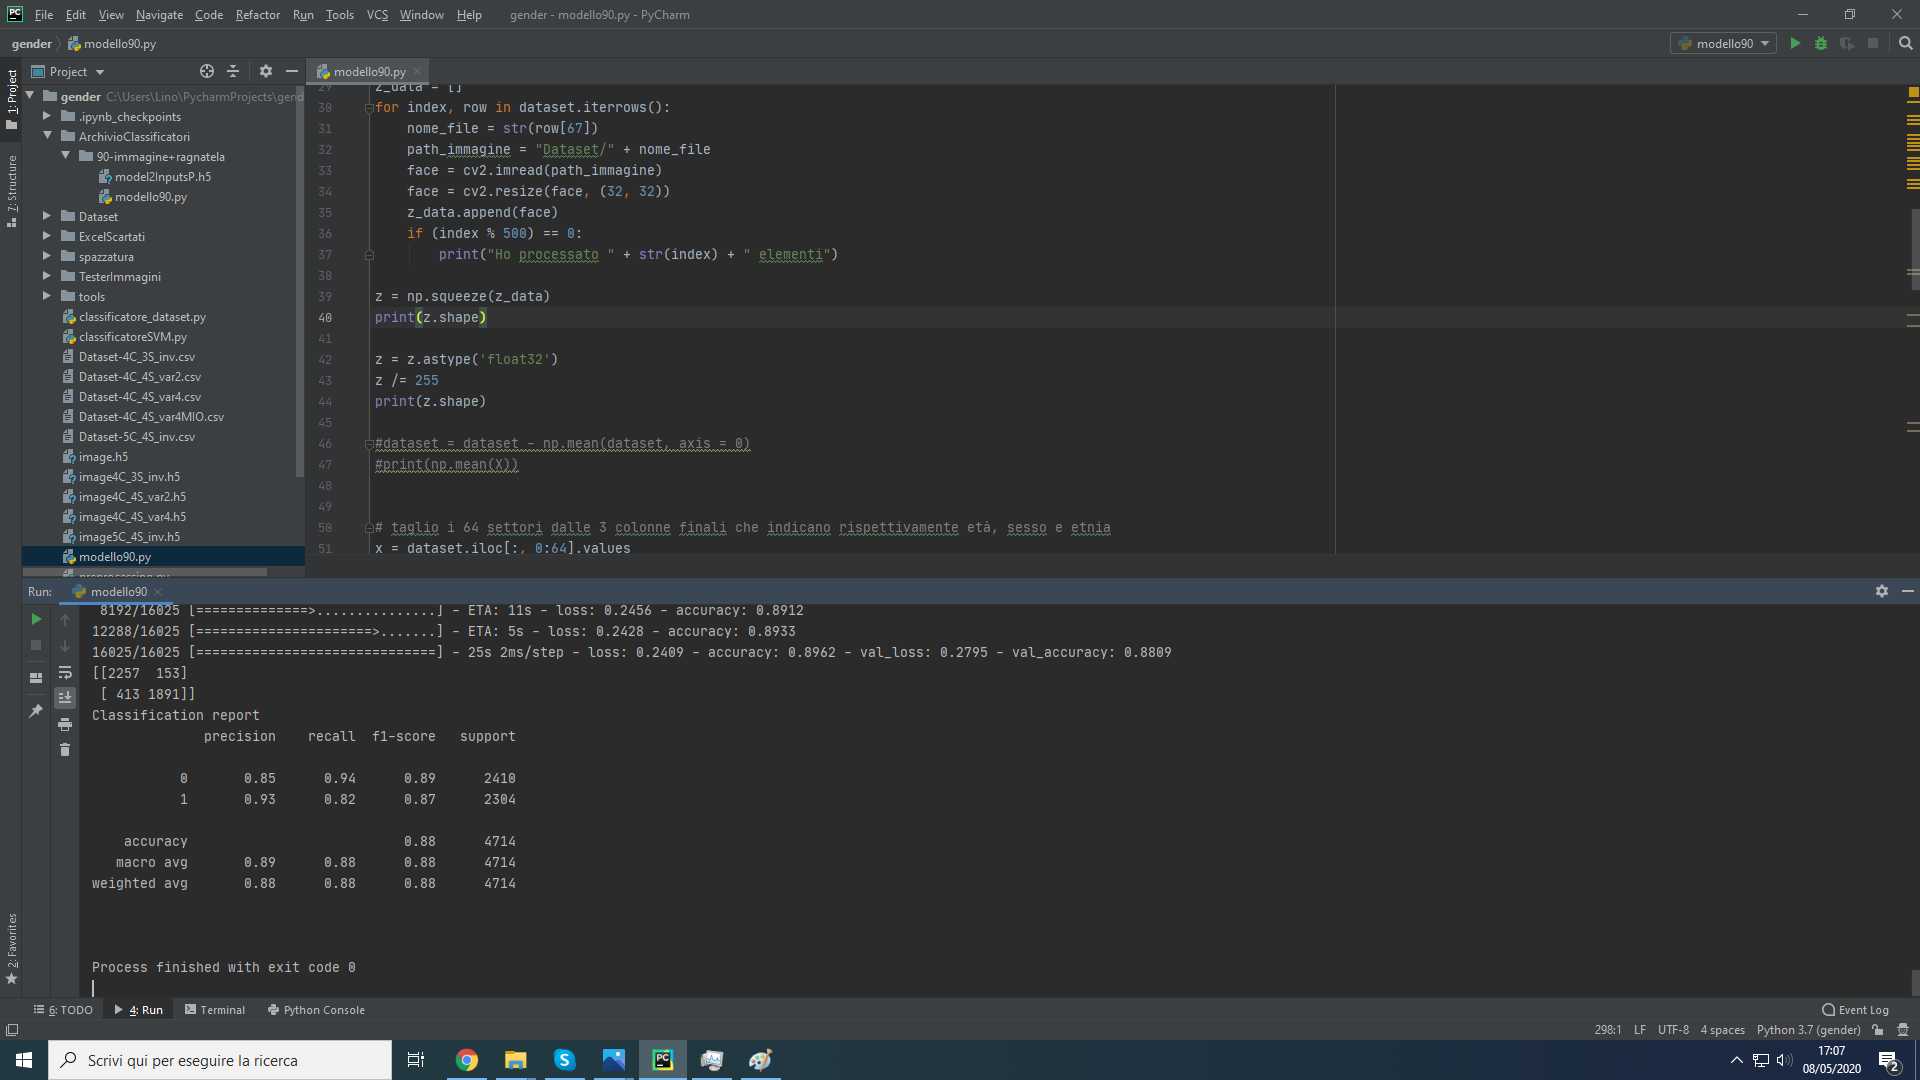 File Edit View Navigate Code Refactor Run Tools VCS Window Help gender - modello90.py - PyCharm
gender modello90.py modello90
Project modello90.py
1: Project
7: Structure
2: Favorites
gender C:\Users\Lino\PycharmProjects\gend
.ipynb_checkpoints
ArchivioClassificatori
90-immagine+ragnatela
model2InputsP.h5
modello90.py
Dataset
ExcelScartati
spazzatura
TesterImmagini
tools
classificatore_dataset.py
classificatoreSVM.py
Dataset-4C_3S_inv.csv
Dataset-4C_4S_var2.csv
Dataset-4C_4S_var4.csv
Dataset-4C_4S_var4MIO.csv
Dataset-5C_4S_inv.csv
image.h5
image4C_3S_inv.h5
image4C_4S_var2.h5
image4C_4S_var4.h5
image5C_4S_inv.h5
modello90.py
preprocessing.py
29 z_data = []
30 for index, row in dataset.iterrows():
31 nome_file = str(row[67])
32 path_immagine = "Dataset/" + nome_file
33 face = cv2.imread(path_immagine)
34 face = cv2.resize(face, (32, 32))
35 z_data.append(face)
36 if (index % 500) == 0:
37 print("Ho processato " + str(index) + " elementi")
38
39 z = np.squeeze(z_data)
40 print(z.shape)
41
42 z = z.astype('float32')
43 z /= 255
44 print(z.shape)
45
46 #dataset = dataset - np.mean(dataset, axis = 0)
47 #print(np.mean(X))
48
49
50 # taglio i 64 settori dalle 3 colonne finali che indicano rispettivamente età, sesso e etnia
51 x = dataset.iloc[:, 0:64].values
Run: modello90
8192/16025 [==============>...............] - ETA: 11s - loss: 0.2456 - accuracy: 0.8912
12288/16025 [======================>.......] - ETA: 5s - loss: 0.2428 - accuracy: 0.8933
16025/16025 [==============================] - 25s 2ms/step - loss: 0.2409 - accuracy: 0.8962 - val_loss: 0.2795 - val_accuracy: 0.8809
[[2257 153]
[ 413 1891]]
Classification report
precision recall f1-score support
0 0.85 0.94 0.89 2410
1 0.93 0.82 0.87 2304
accuracy 0.88 4714
macro avg 0.89 0.88 0.88 4714
weighted avg 0.88 0.88 0.88 4714
Process finished with exit code 0
6: TODO 4: Run Terminal Python Console Event Log
298:1 LF UTF-8 4 spaces Python 3.7 (gender)
Scrivi qui per eseguire la ricerca
17:07
08/05/2020
2